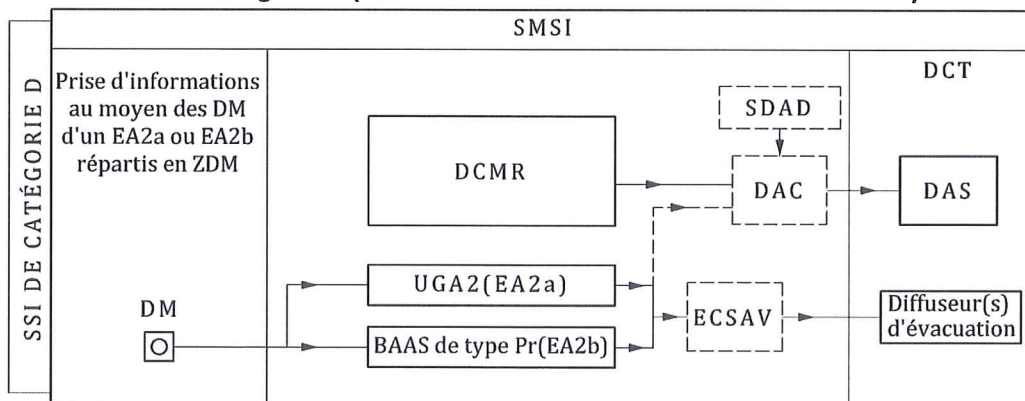 SMSI
SSI DE CATÉGORIE D
Prise d'informations
au moyen des DM
d'un EA2a ou EA2b
répartis en ZDM
DCT
SDAD
DCMR
DAC
DAS
UGA2(EA2a)
DM
ECSAV
Diffuseur(s)
d'évacuation
BAAS de type Pr(EA2b)